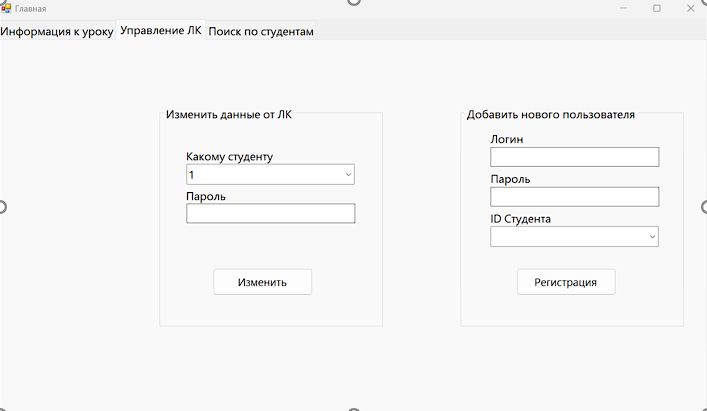 Главная
Информация к уроку Управление ЛК Поиск по студентам
Изменить данные от ЛК
Какому студенту
1
Пароль
Изменить
Добавить нового пользователя
Логин
Пароль
ID Студента
Регистрация